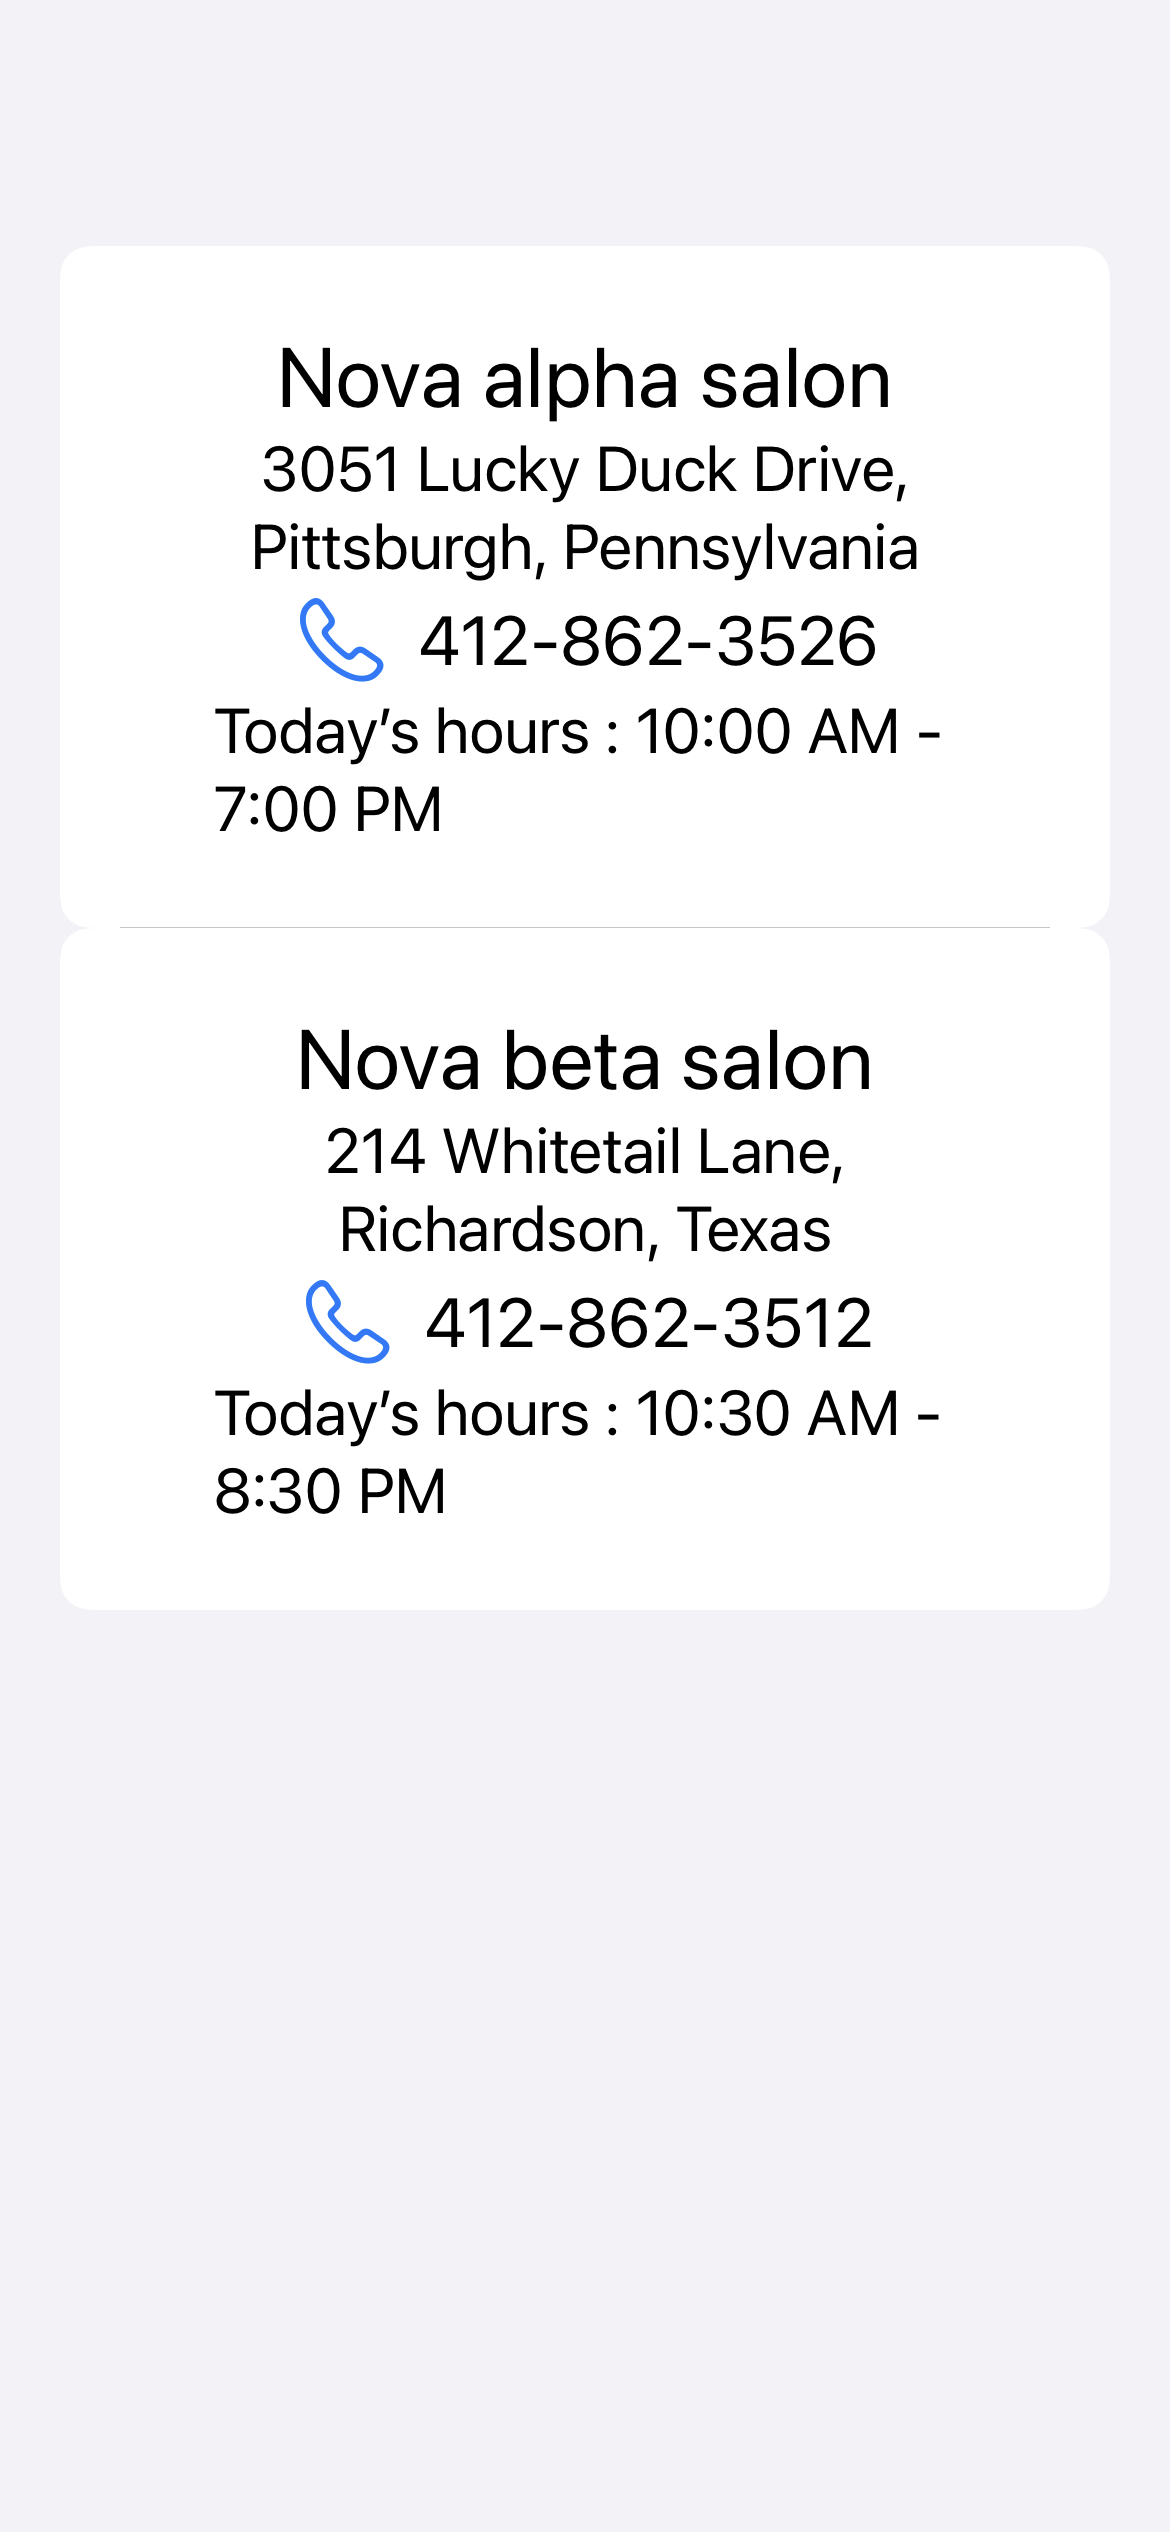 Nova alpha salon
3051 Lucky Duck Drive,
Pittsburgh, Pennsylvania
412-862-3526
Today’s hours : 10:00 AM -
7:00 PM
Nova beta salon
214 Whitetail Lane,
Richardson, Texas
412-862-3512
Today’s hours : 10:30 AM -
8:30 PM